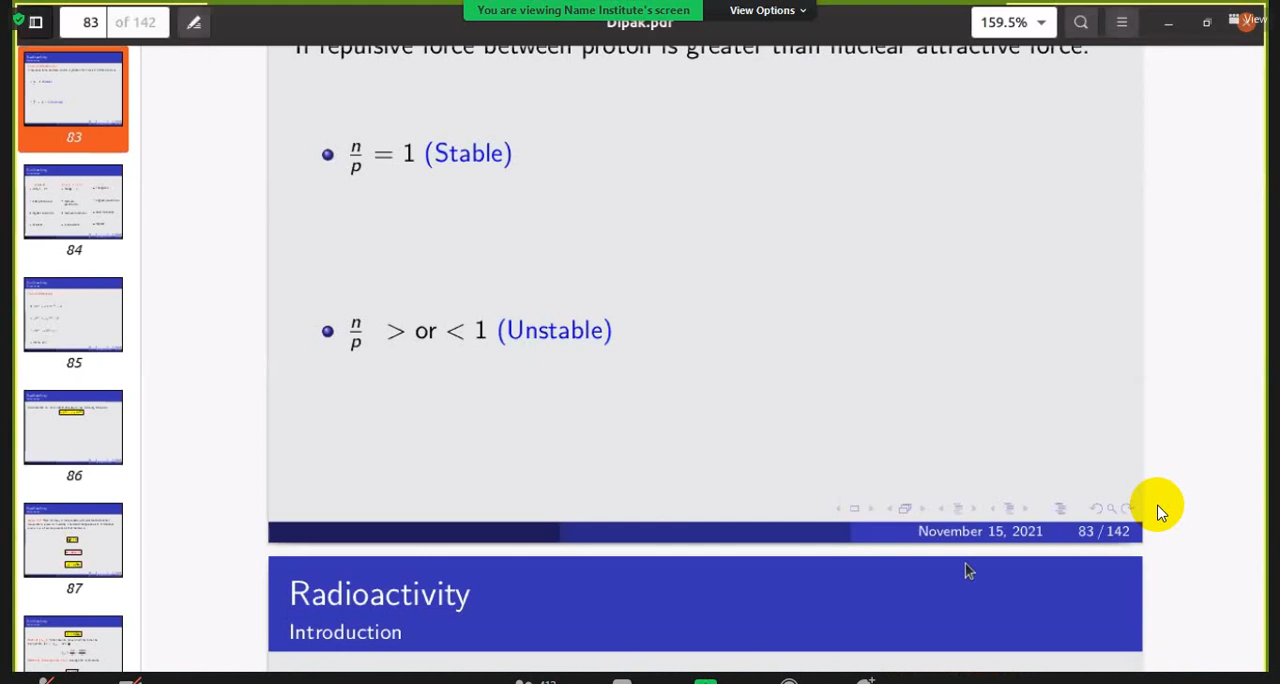 You are viewing Name Institute's screen
View Options
View
83 of 142
Dipak.pdf
159.5%
If repulsive force between proton is greater than nuclear attractive force.
n/p = 1 (Stable)
n/p > or < 1 (Unstable)
November 15, 2021 83 / 142
Radioactivity
Introduction
83
84
85
86
87